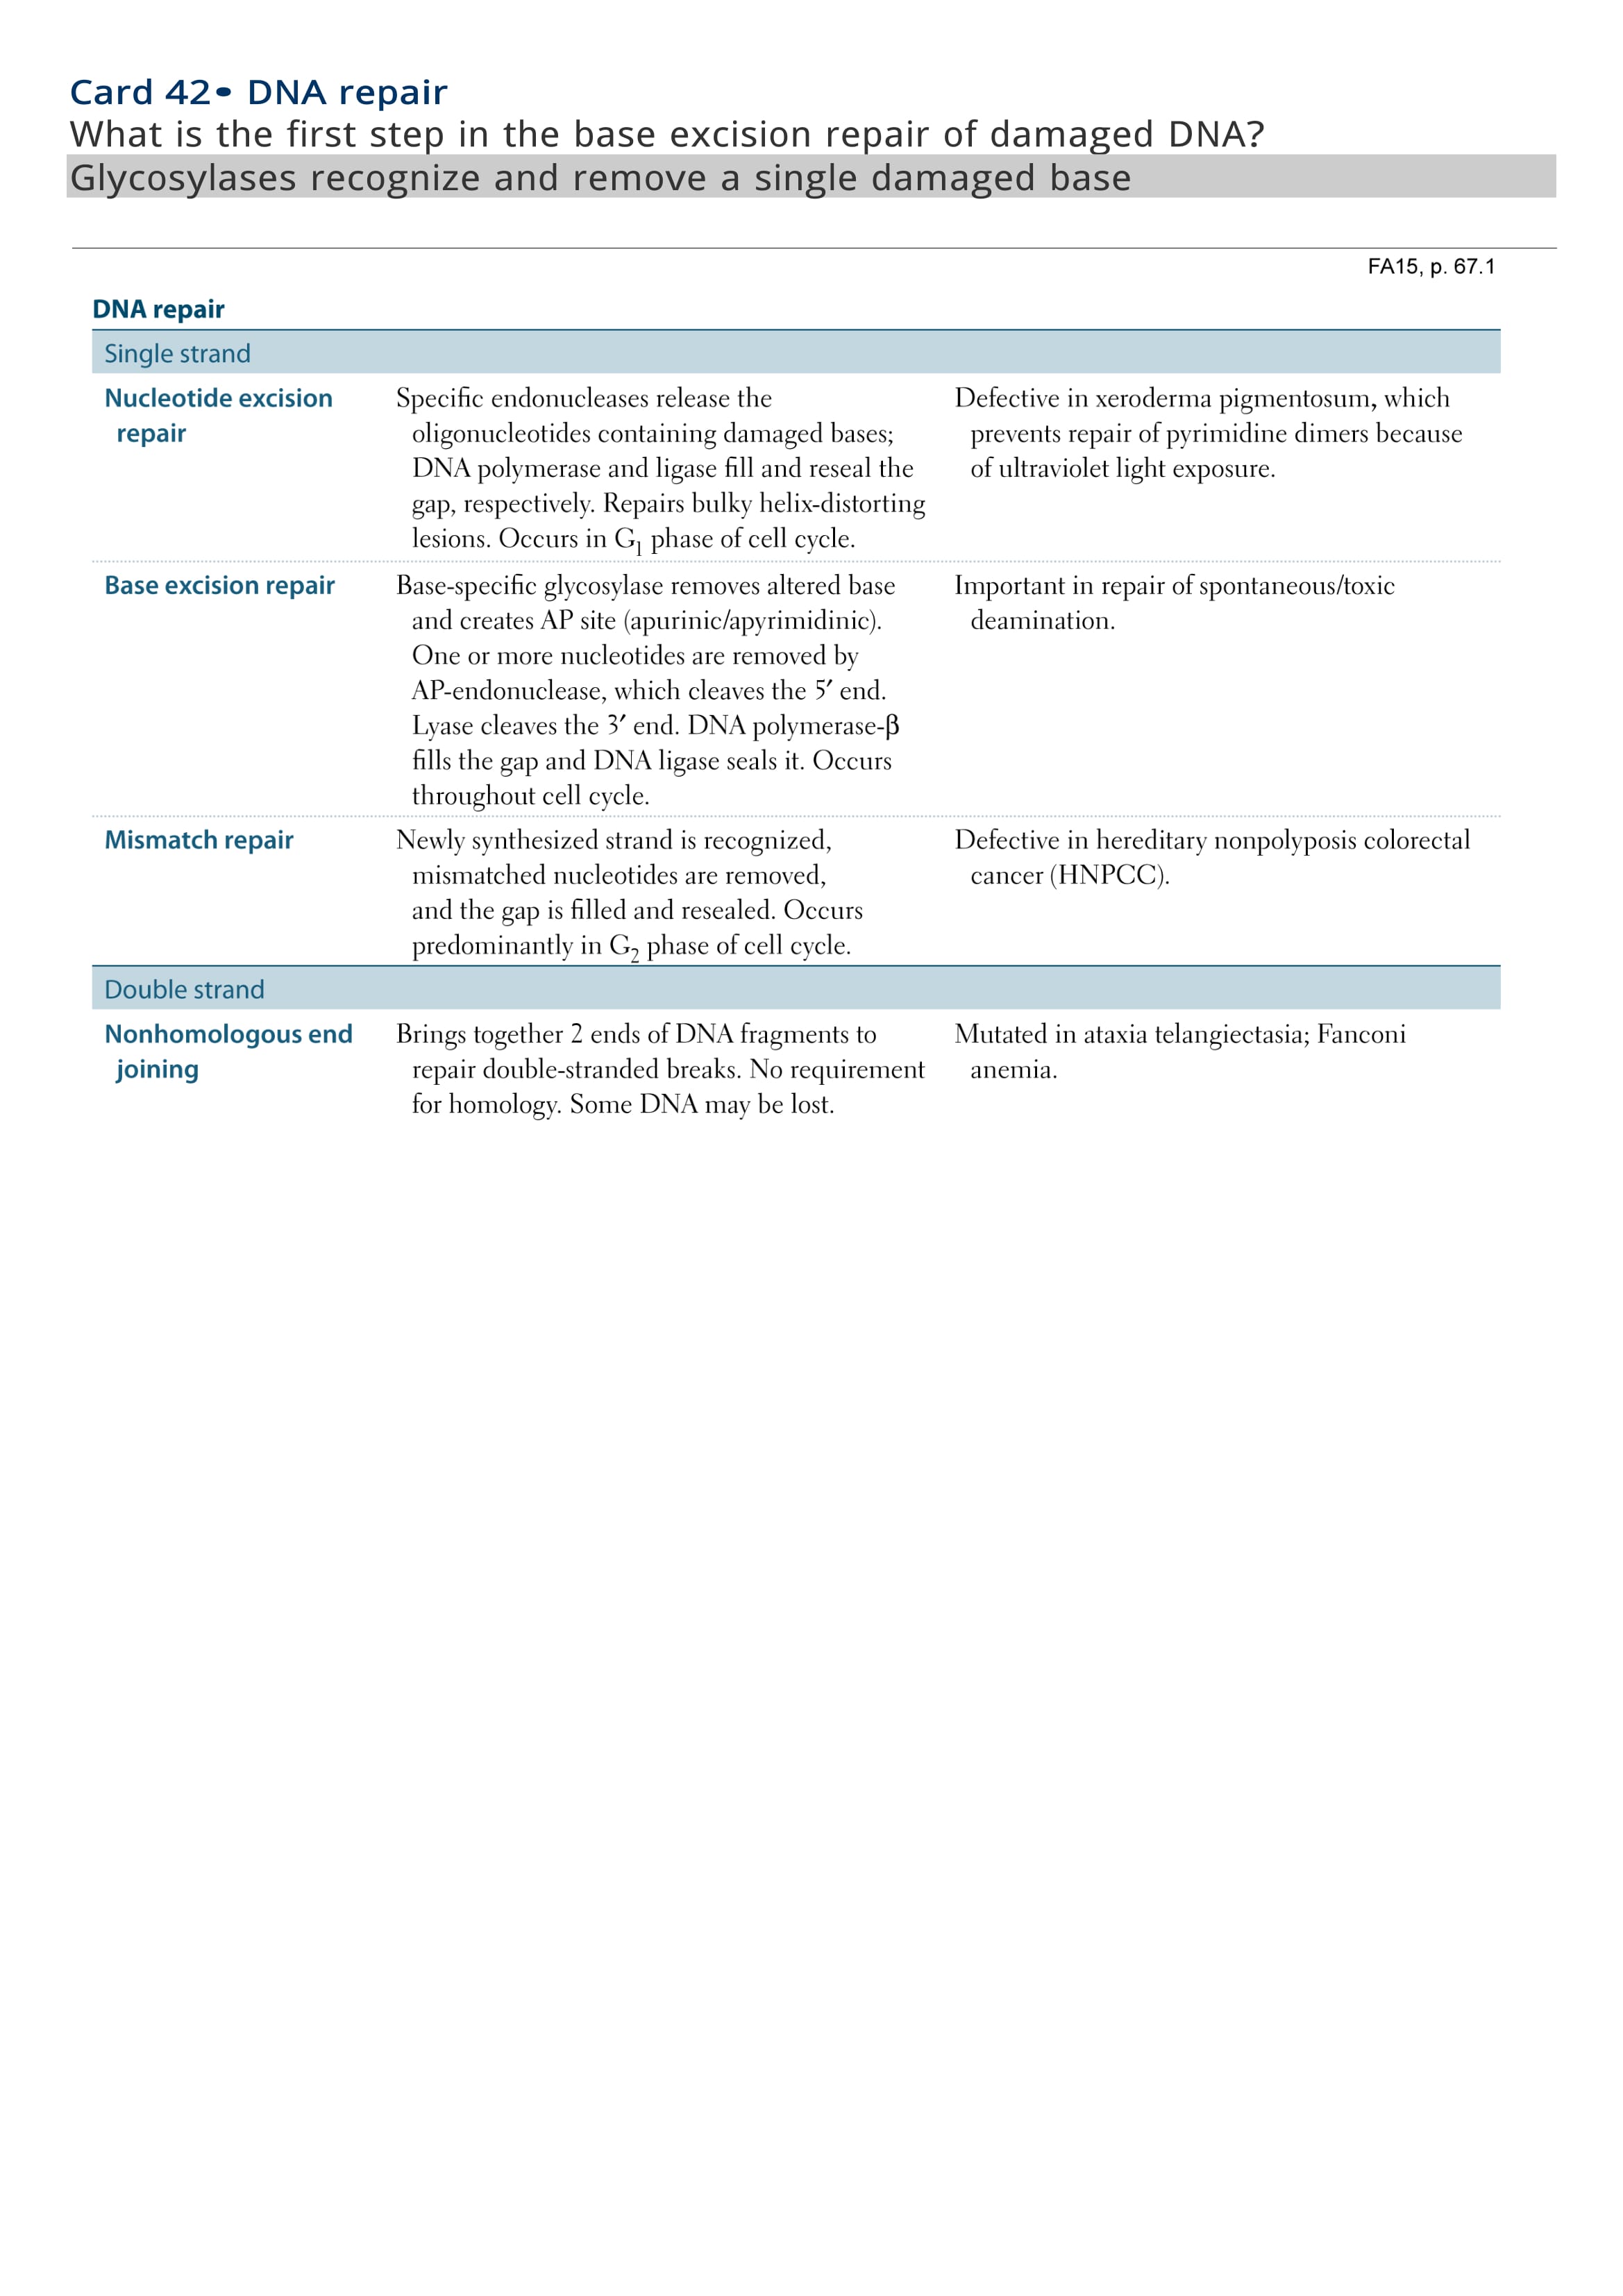 Card 42• DNA repair
What is the first step in the base excision repair of damaged DNA?
Glycosylases recognize and remove a single damaged base
FA15, p. 67.1
DNA repair
Single strand
Nucleotide excision
repair
Specific endonucleases release the
oligonucleotides containing damaged bases;
DNA polymerase and ligase fill and reseal the
gap, respectively. Repairs bulky helix-distorting
lesions. Occurs in G1 phase of cell cycle.
Defective in xeroderma pigmentosum, which
prevents repair of pyrimidine dimers because
of ultraviolet light exposure.
Base excision repair
Base-specific glycosylase removes altered base
and creates AP site (apurinic/apyrimidinic).
One or more nucleotides are removed by
AP-endonuclease, which cleaves the 5′ end.
Lyase cleaves the 3′ end. DNA polymerase-β
fills the gap and DNA ligase seals it. Occurs
throughout cell cycle.
Important in repair of spontaneous/toxic
deamination.
Mismatch repair
Newly synthesized strand is recognized,
mismatched nucleotides are removed,
and the gap is filled and resealed. Occurs
predominantly in G2 phase of cell cycle.
Defective in hereditary nonpolyposis colorectal
cancer (HNPCC).
Double strand
Nonhomologous end
joining
Brings together 2 ends of DNA fragments to
repair double-stranded breaks. No requirement
for homology. Some DNA may be lost.
Mutated in ataxia telangiectasia; Fanconi
anemia.